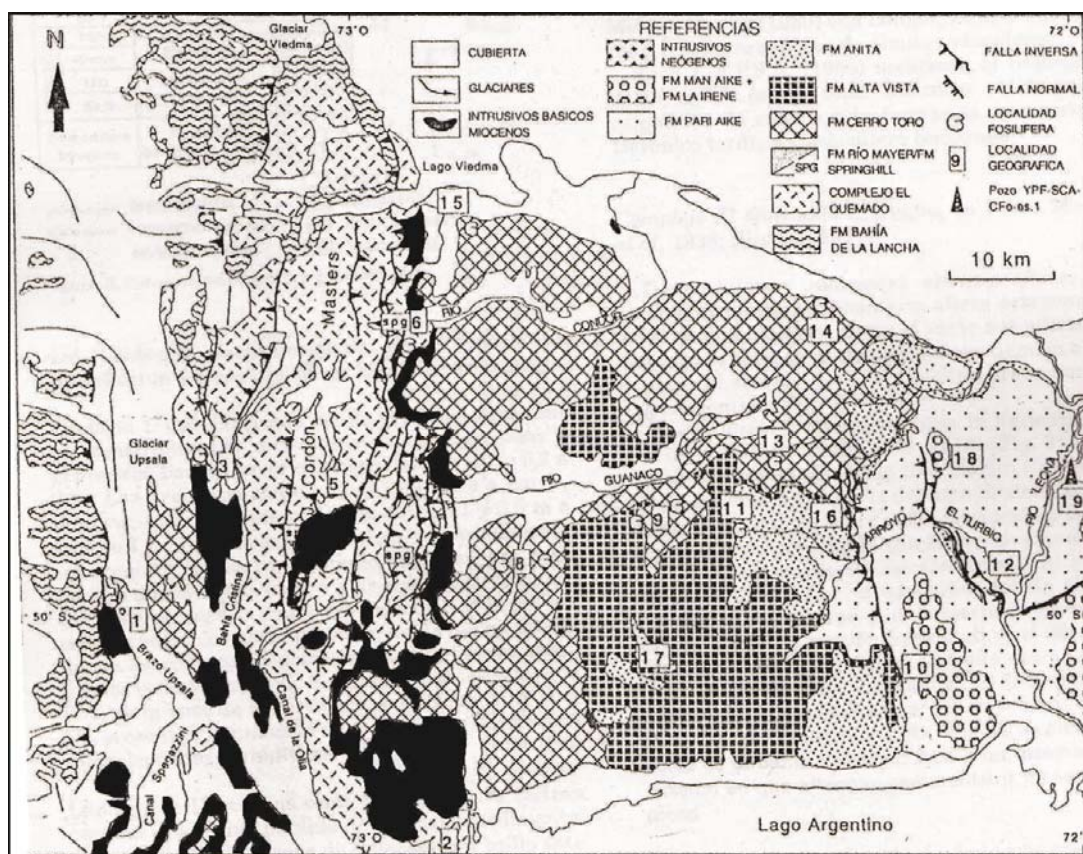 Glaciar
Viedma
73° O
72° O
N
REFERENCIAS
CUBIERTA
GLACIARES
INTRUSIVOS BASICOS
MIOCENOS
INTRUSIVOS
NEÓGENOS
FM MAN AIKE +
FM LA IRENE
FM PARI AIKE
FM ANITA
FM ALTA VISTA
FM CERRO TORO
SPG
FM RÍO MAYER/FM
SPRINGHILL
COMPLEJO EL
QUEMADO
FM BAHÍA
DE LA LANCHA
FALLA INVERSA
FALLA NORMAL
LOCALIDAD
FOSILIFERA
9
LOCALIDAD
GEOGRAFICA
Pozo YPF-SCA-
CFo-es.1
10 km
Lago Viedma
15
Masters
spg
6
RIO
CONDOR
14
Glaciar
Upsala
3
Cordón
5
13
RIO GUANACO
18
9
11
16
19
ARROYO
EL TURBIO
RIO
LEONA
spg
8
12
50° S
50° S
1
Bahía Cristina
Brazo Upsala
17
10
Canal de la Olla
Canal
Spegazzini
2
73° O
Lago Argentino
72°